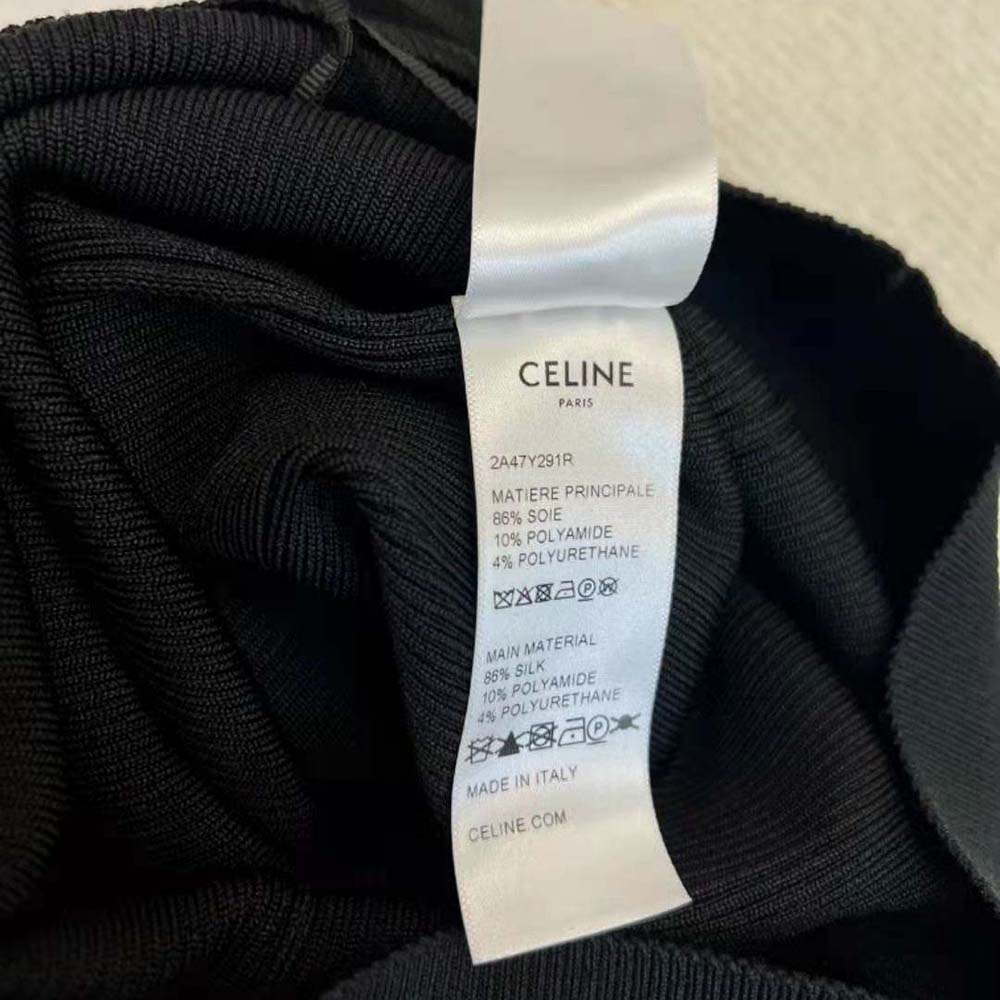 CELINE
PARIS
2A47Y291R
MATIERE PRINCIPALE
86% SOIE
10% POLYAMIDE
4% POLYURETHANE
MAIN MATERIAL
86% SILK
10% POLYAMIDE
4% POLYURETHANE
MADE IN ITALY
CELINE.COM